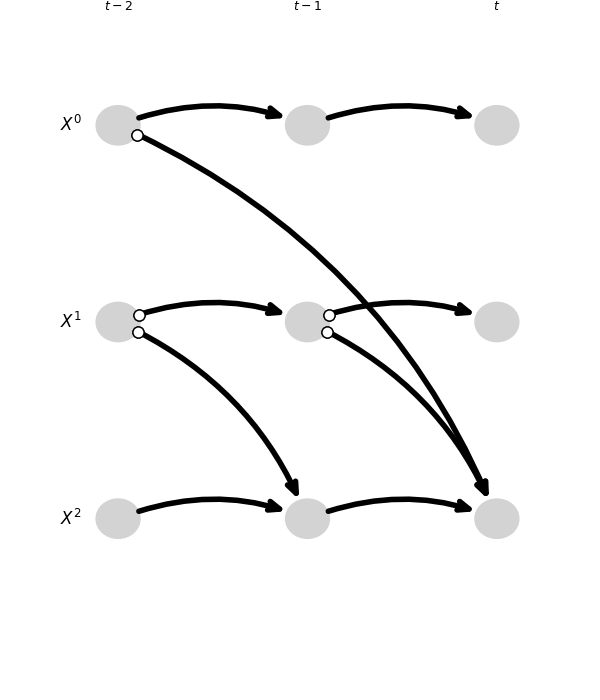 t − 2 t − 1 t
X⁰
X¹
X²